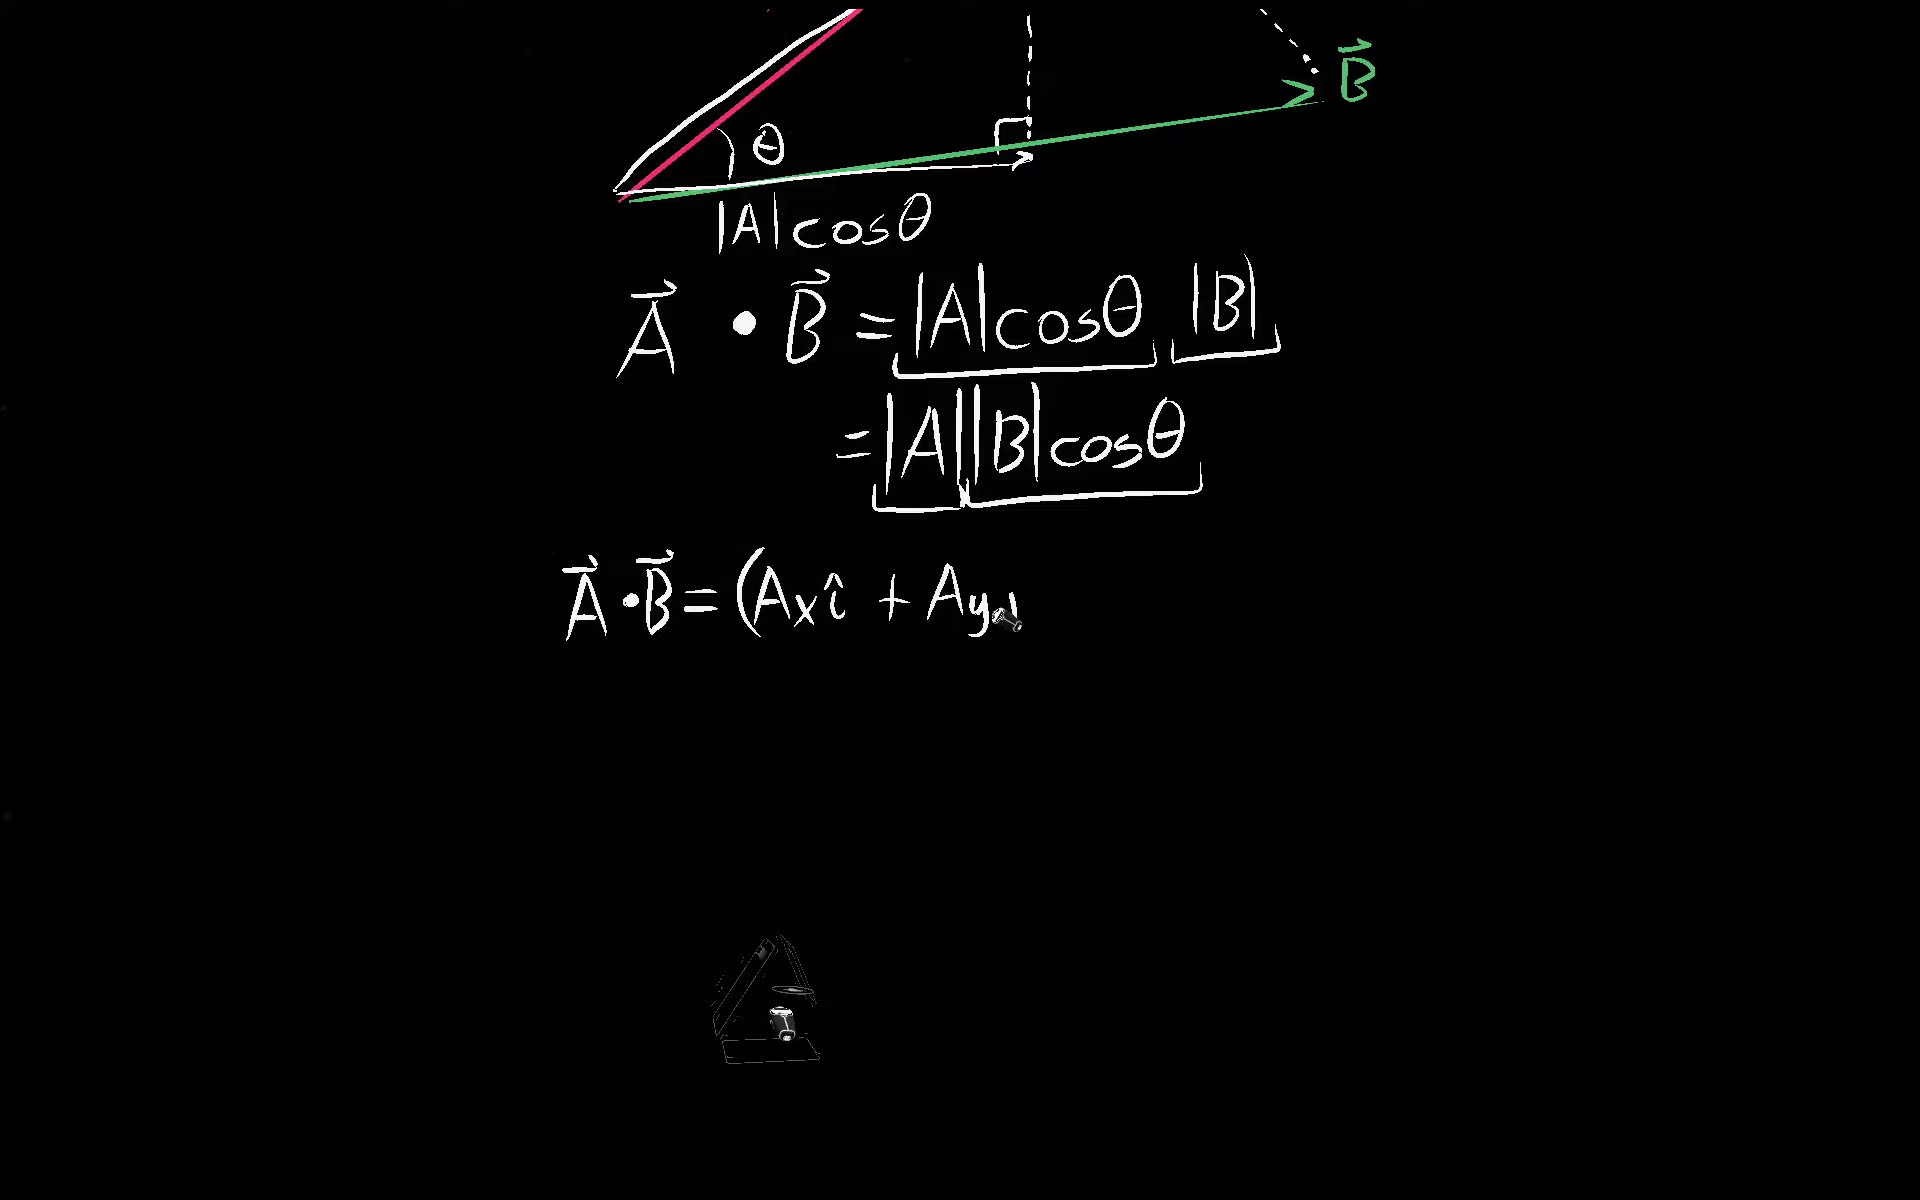 B⃗
θ
|A|cosθ
A⃗ • B⃗ = |A|cosθ |B|
= |A||B|cosθ
A⃗ • B⃗ = (Axî + Ay